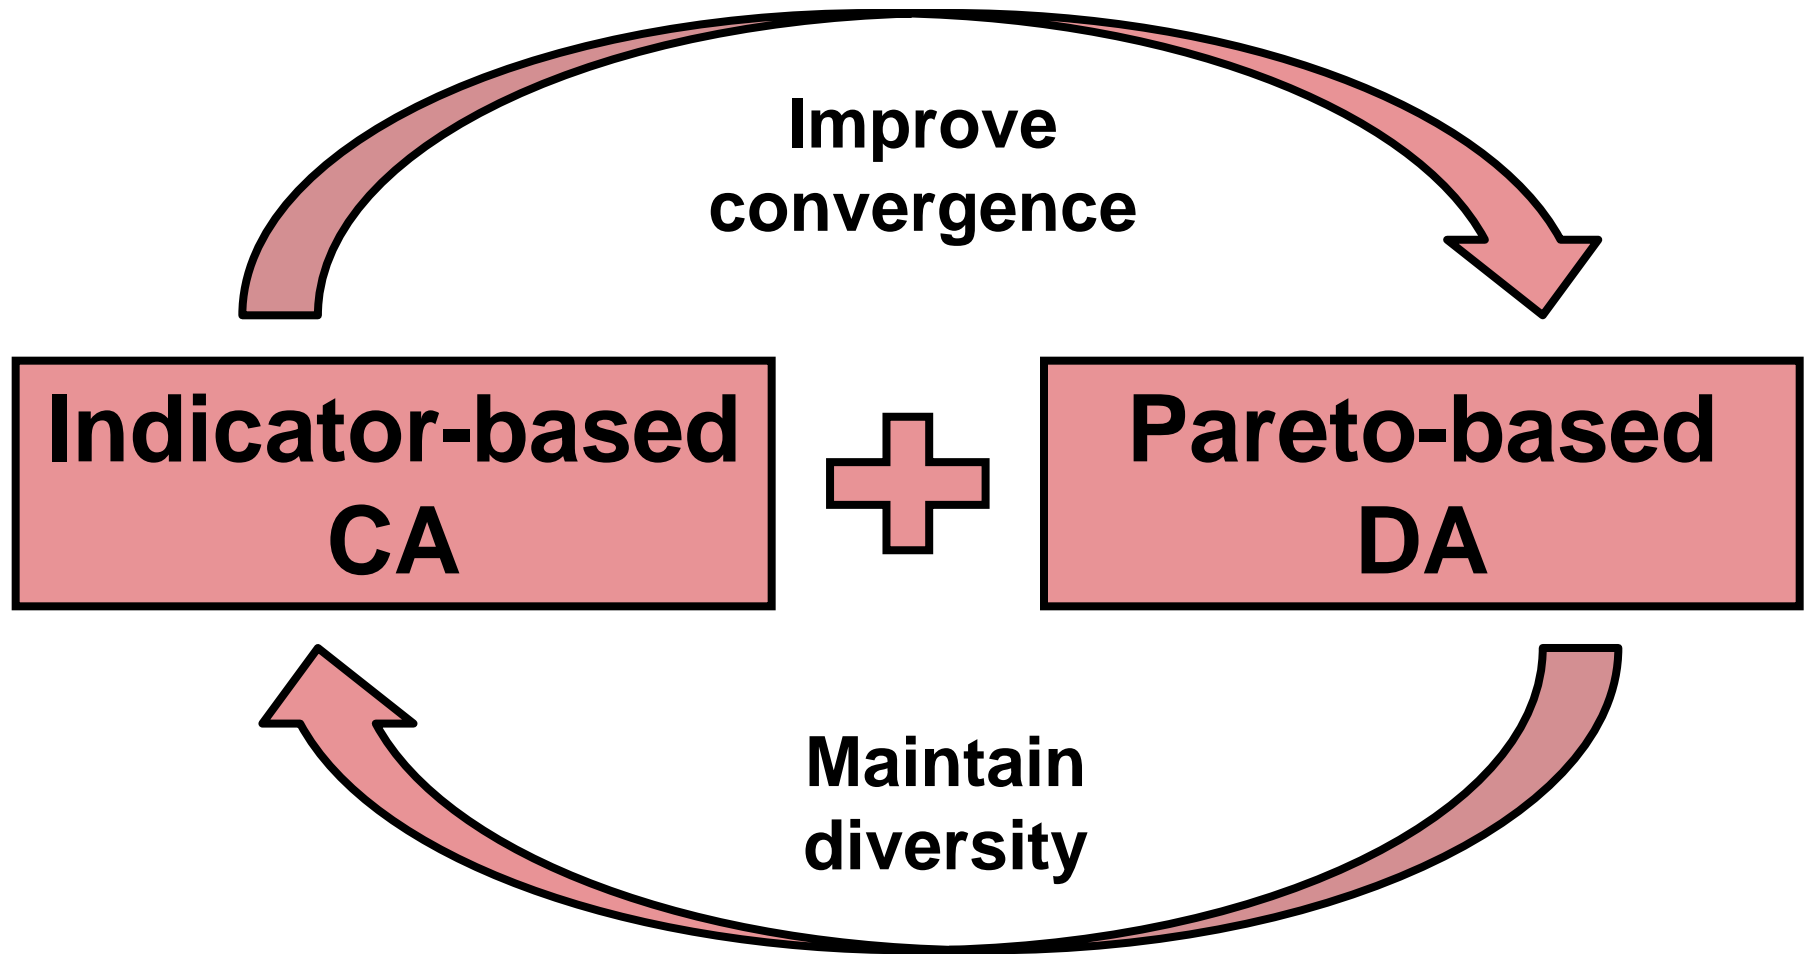 Improve
convergence
Indicator-based
CA
Pareto-based
DA
Maintain
diversity